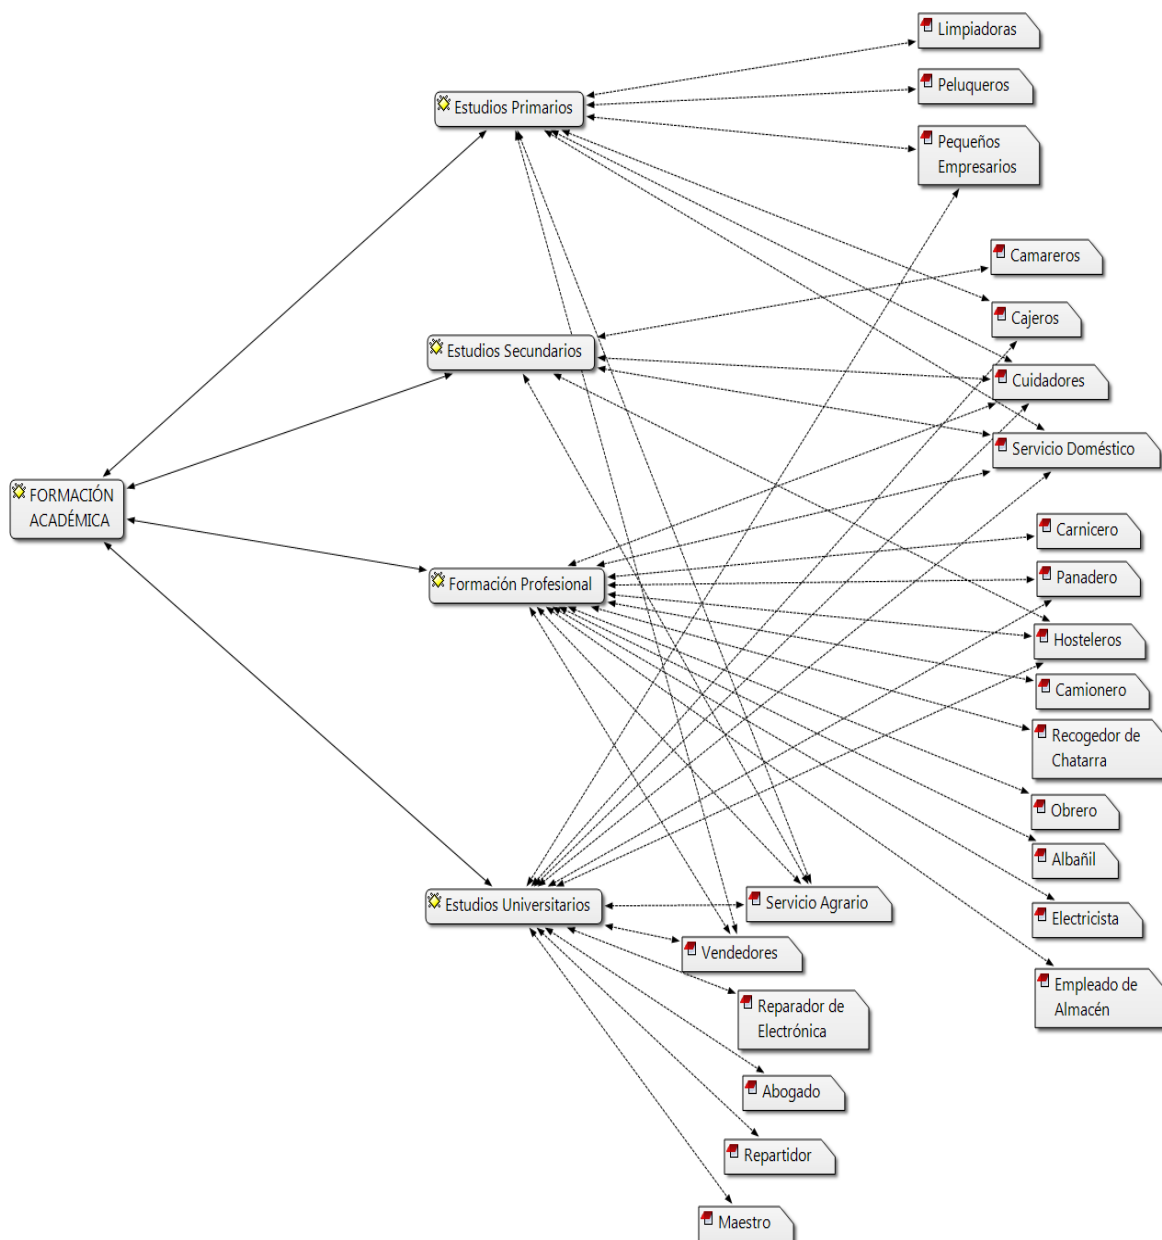 Limpiadoras
Peluqueros
Estudios Primarios
Pequeños
Empresarios
Camareros
Cajeros
Estudios Secundarios
Cuidadores
Servicio Doméstico
FORMACIÓN
ACADÉMICA
Carnicero
Panadero
Formación Profesional
Hosteleros
Camionero
Recogedor de
Chatarra
Obrero
Albañil
Estudios Universitarios
Servicio Agrario
Electricista
Vendedores
Empleado de
Almacén
Reparador de
Electrónica
Abogado
Repartidor
Maestro